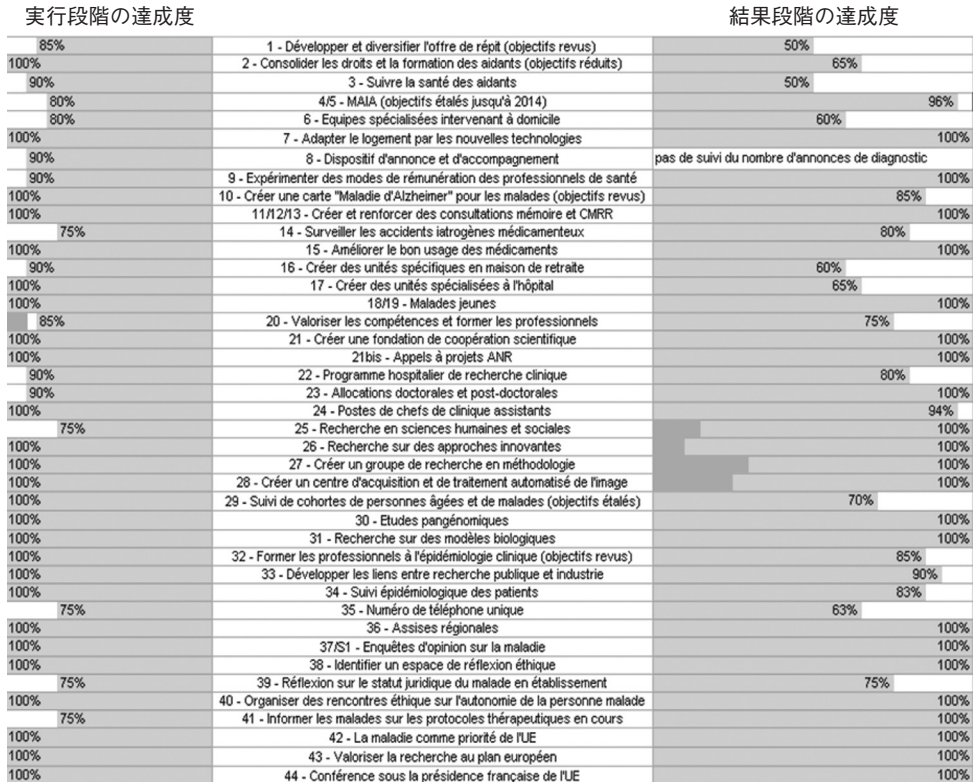 実行段階の達成度 結果段階の達成度
85% 1 - Développer et diversifier l'offre de répit (objectifs revus) 50%
100% 2 - Consolider les droits et la formation des aidants (objectifs réduits) 65%
90% 3 - Suivre la santé des aidants 50%
80% 4/5 - MAIA (objectifs étalés jusqu'à 2014) 96%
80% 6 - Equipes spécialisées intervenant à domicile 60%
100% 7 - Adapter le logement par les nouvelles technologies 100%
90% 8 - Dispositif d'annonce et d'accompagnement pas de suivi du nombre d'annonces de diagnostic
90% 9 - Expérimenter des modes de rémunération des professionnels de santé 100%
100% 10 - Créer une carte "Maladie d'Alzheimer" pour les malades (objectifs revus) 85%
100% 11/12/13 - Créer et renforcer des consultations mémoire et CMRR 100%
75% 14 - Surveiller les accidents iatrogènes médicamenteux 80%
100% 15 - Améliorer le bon usage des médicaments 100%
90% 16 - Créer des unités spécifiques en maison de retraite 60%
100% 17 - Créer des unités spécialisées à l'hôpital 65%
100% 18/19 - Malades jeunes 100%
85% 20 - Valoriser les compétences et former les professionnels 75%
100% 21 - Créer une fondation de coopération scientifique 100%
100% 21bis - Appels à projets ANR 100%
90% 22 - Programme hospitalier de recherche clinique 80%
90% 23 - Allocations doctorales et post-doctorales 100%
100% 24 - Postes de chefs de clinique assistants 94%
75% 25 - Recherche en sciences humaines et sociales 100%
100% 26 - Recherche sur des approches innovantes 100%
100% 27 - Créer un groupe de recherche en méthodologie 100%
100% 28 - Créer un centre d'acquisition et de traitement automatisé de l'image 100%
100% 29 - Suivi de cohortes de personnes âgées et de malades (objectifs étalés) 70%
100% 30 - Etudes pangénomiques 100%
100% 31 - Recherche sur des modèles biologiques 100%
100% 32 - Former les professionnels à l'épidémiologie clinique (objectifs revus) 85%
100% 33 - Développer les liens entre recherche publique et industrie 90%
100% 34 - Suivi épidémiologique des patients 83%
75% 35 - Numéro de téléphone unique 63%
100% 36 - Assises régionales 100%
100% 37/S1 - Enquêtes d'opinion sur la maladie 100%
100% 38 - Identifier un espace de réflexion éthique 100%
75% 39 - Réflexion sur le statut juridique du malade en établissement 75%
100% 40 - Organiser des rencontres éthique sur l'autonomie de la personne malade 100%
75% 41 - Informer les malades sur les protocoles thérapeutiques en cours 100%
100% 42 - La maladie comme priorité de l'UE 100%
100% 43 - Valoriser la recherche au plan européen 100%
100% 44 - Conférence sous la présidence française de l'UE 100%